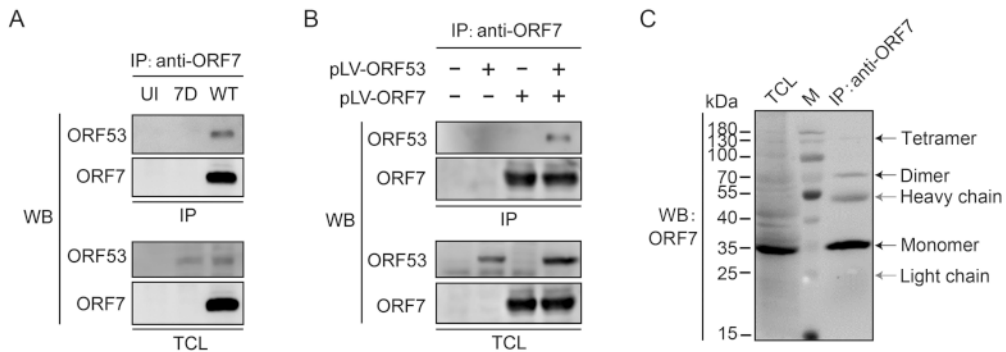 A
IP: anti-ORF7
UI 7D WT
ORF53
ORF7
WB
IP
ORF53
ORF7
TCL
B
IP: anti-ORF7
pLV-ORF53 – + – +
pLV-ORF7 – – + +
ORF53
ORF7
WB
IP
ORF53
ORF7
TCL
C
kDa
TCL
M
IP: anti-ORF7
180
130
100
70
55
40
35
25
15
WB:
ORF7
Tetramer
Dimer
Heavy chain
Monomer
Light chain